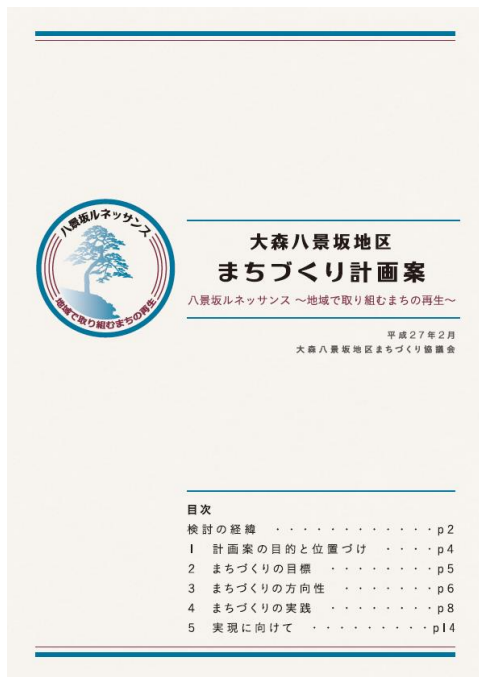 八景坂ルネッサンス
地域で取り組むまちの再生
大森八景坂地区
まちづくり計画案
八景坂ルネッサンス ～地域で取り組むまちの再生～
平成27年2月
大森八景坂地区まちづくり協議会
目次
検討の経緯 ・・・・・・・・・・・・p2
1 計画案の目的と位置づけ ・・・・p4
2 まちづくりの目標 ・・・・・・・・p5
3 まちづくりの方向性 ・・・・・・・p6
4 まちづくりの実践 ・・・・・・・・p8
5 実現に向けて ・・・・・・・・・p14